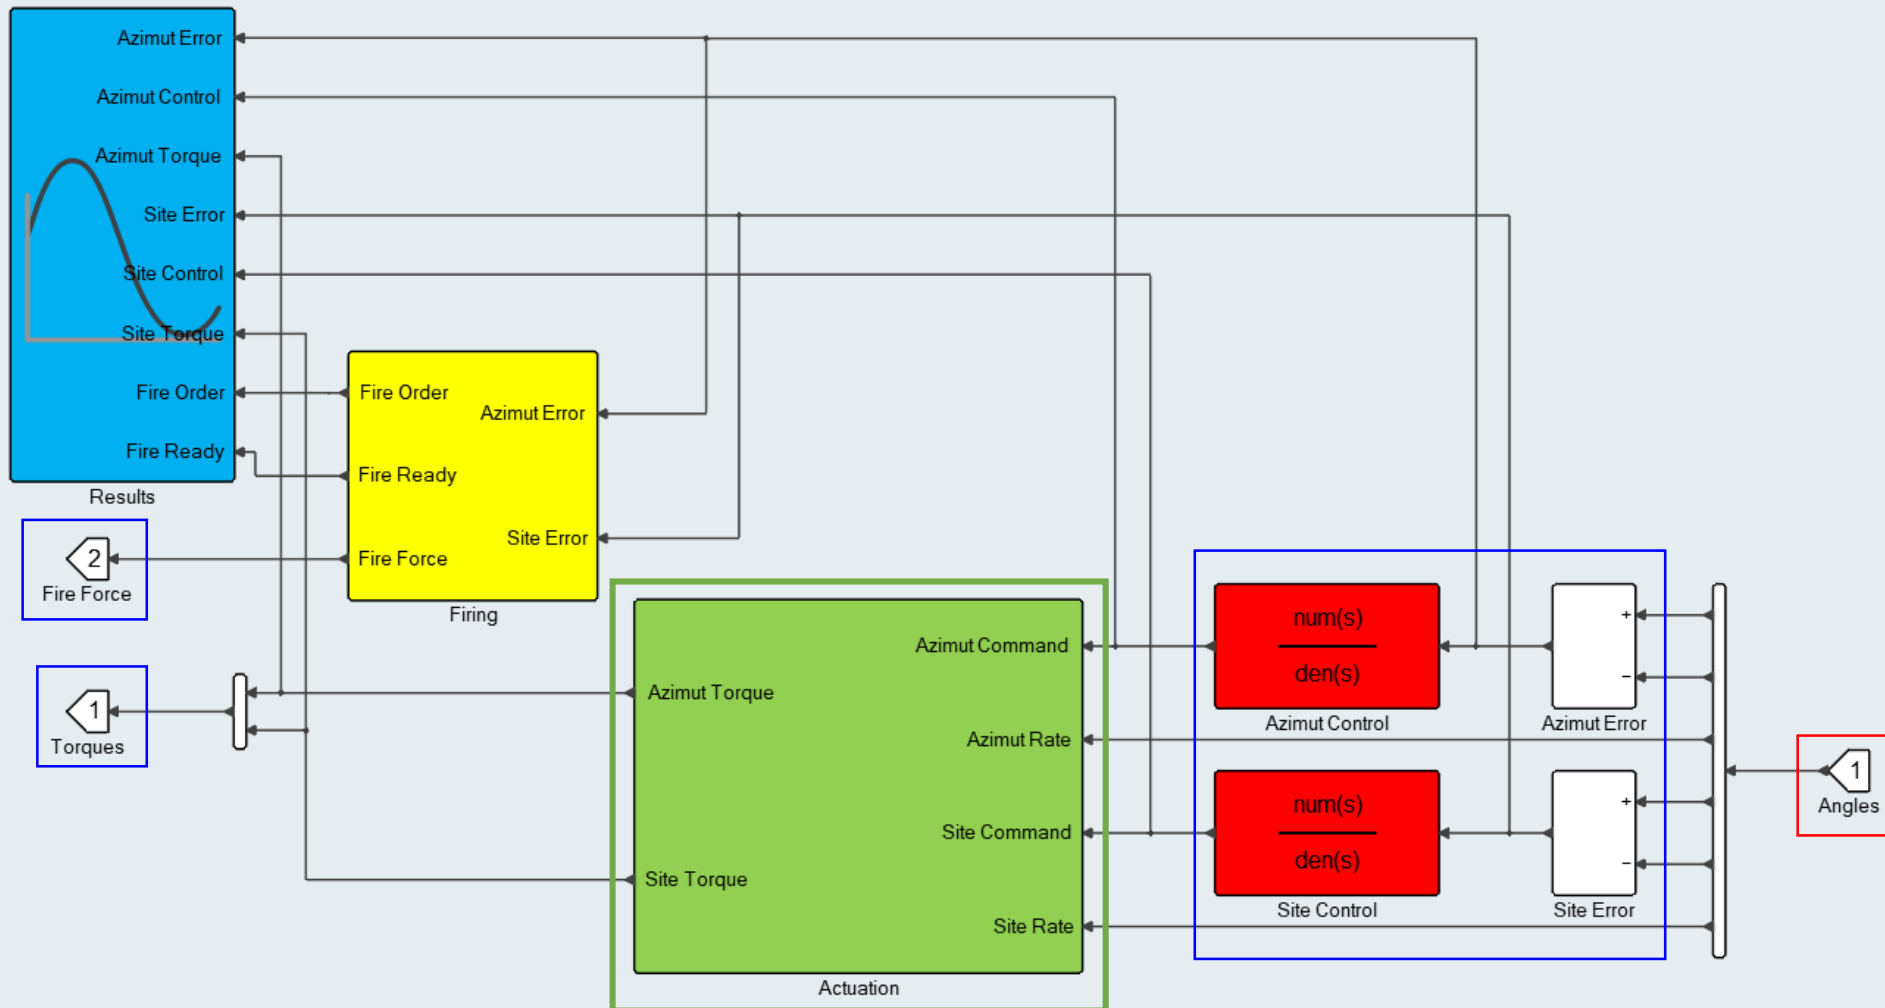 Azimut Error
Azimut Control
Azimut Torque
Site Error
Site Control
Site Torque
Fire Order
Fire Ready
Results
Fire Order
Azimut Error
Fire Ready
Site Error
Fire Force
Firing
2
Fire Force
1
Torques
Azimut Command
Azimut Torque
Azimut Rate
Site Command
Site Torque
Site Rate
Actuation
num(s)
den(s)
Azimut Control
num(s)
den(s)
Site Control
+
−
Azimut Error
+
−
Site Error
1
Angles